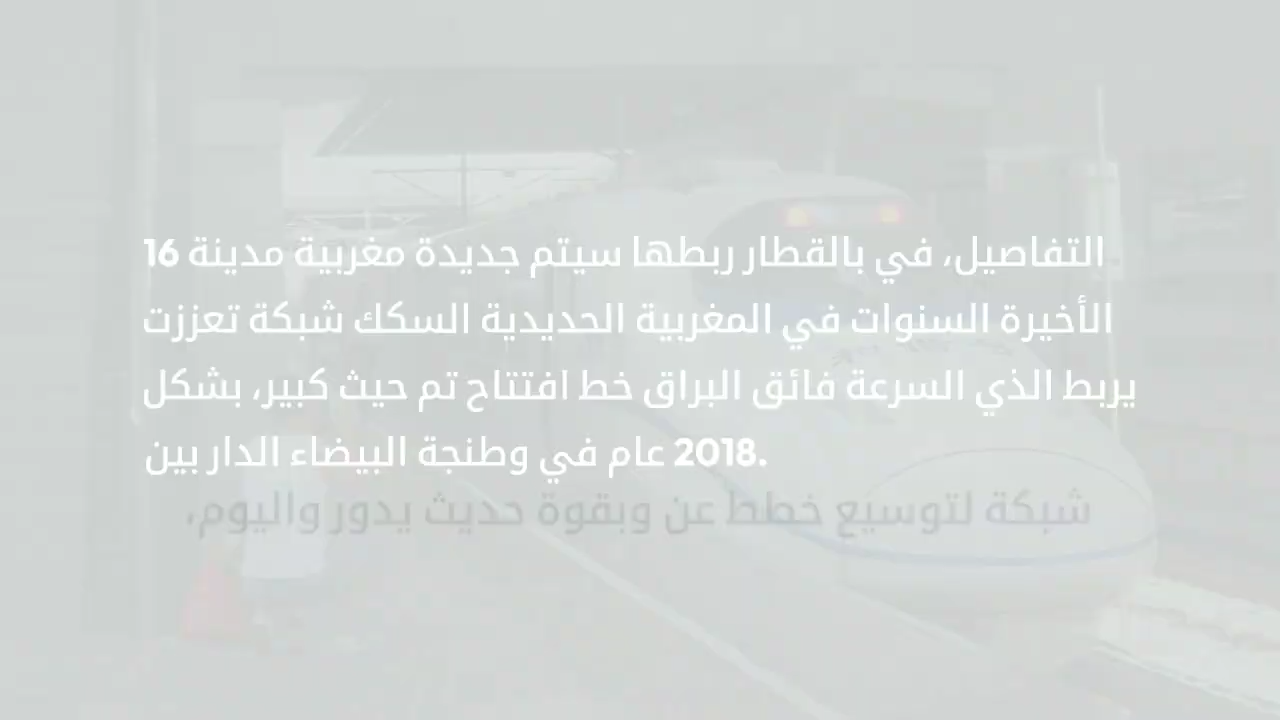 16 مدينة مغربية جديدة سيتم ربطها بالقطار في التفاصيل،
تعززت شبكة السكك الحديدية المغربية في السنوات الأخيرة
بشكل كبير، حيث تم افتتاح خط البراق فائق السرعة الذي يربط
بين الدار البيضاء وطنجة في عام 2018.
واليوم، يدور حديث وبقوة عن خطط لتوسيع شبكة